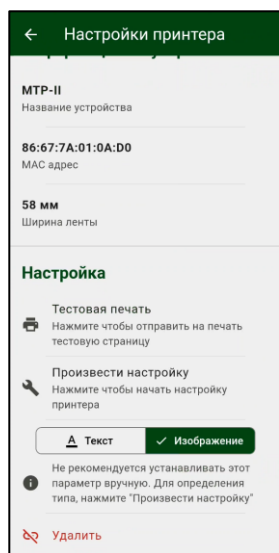 Настройки принтера
MTP-II
Название устройства
86:67:7A:01:0A:D0
MAC адрес
58 мм
Ширина ленты
Настройка
Тестовая печать
Нажмите чтобы отправить на печать
тестовую страницу
Произвести настройку
Нажмите чтобы начать настройку
принтера
Текст
Изображение
Не рекомендуется устанавливать этот
параметр вручную. Для определения
типа, нажмите "Произвести настройку"
Удалить